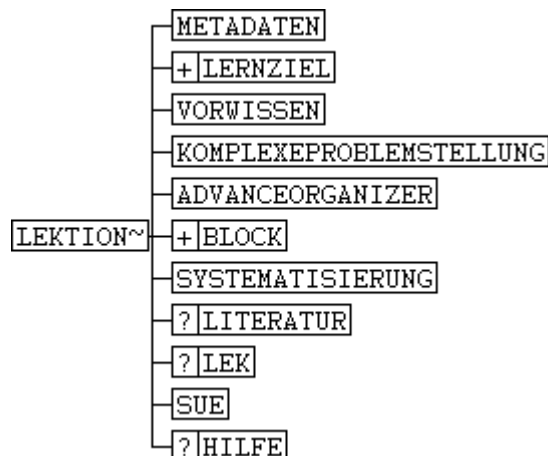 METADATEN
+ LERNZIEL
VORWISSEN
KOMPLEXEPROBLEMSTELLUNG
ADVANCEORGANIZER
LEKTION~
+ BLOCK
SYSTEMATISIERUNG
? LITERATUR
? LEK
SUE
? HILFE